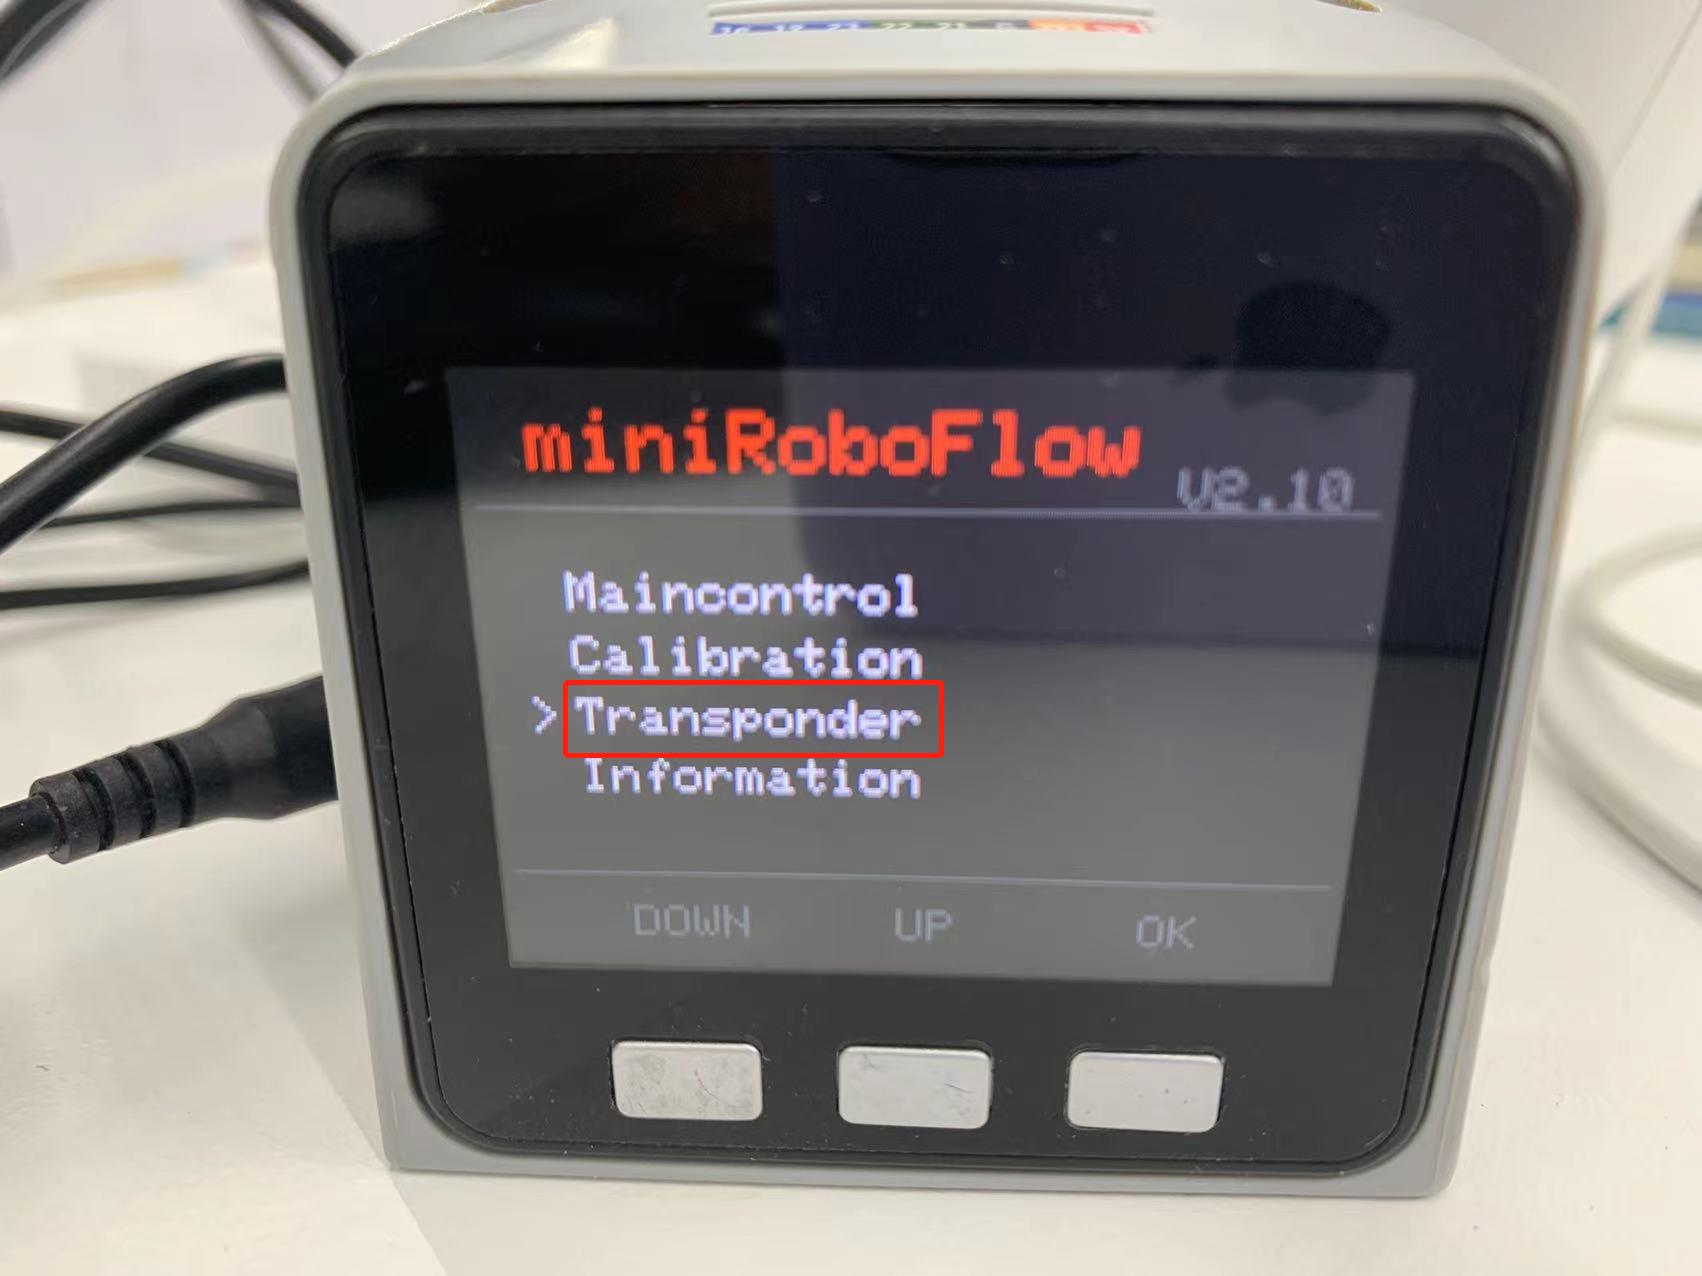 miniRoboFlow
V2.10
Maincontrol
Calibration
> Transponder
Information
DOWN UP OK